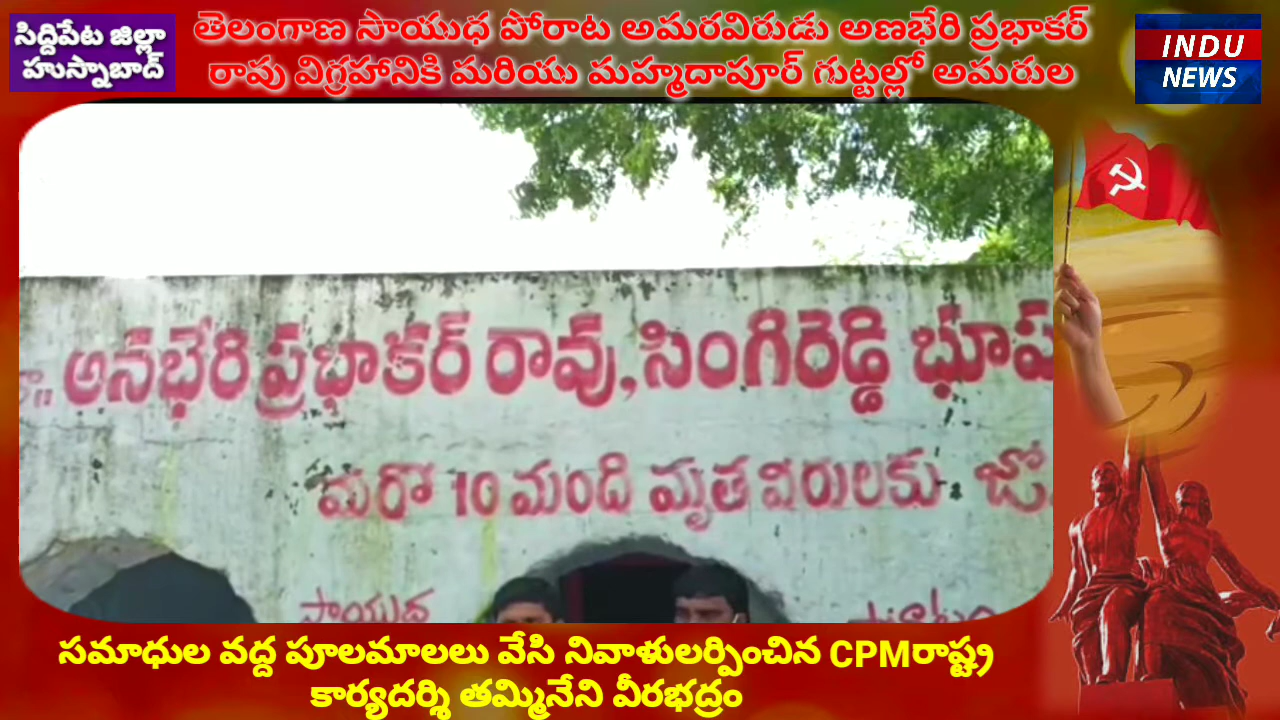 సిద్దిపేట జిల్లా
హుస్నాబాద్
తెలంగాణ సాయుధ పోరాట అమరవిరుడు అణభేరి ప్రభాకర్
రావు విగ్రహానికి మరియు మహ్మదాపూర్ గుట్టల్లో అమరుల
INDU
NEWS
అనభేరి ప్రభాకర్ రావు, సింగిరెడ్డి
మరొ 10 మంది మృత వీరులకు
సాయుధ
సమాధుల వద్ద పూలమాలలు వేసి నివాళులర్పించిన CPMరాష్ట్ర
కార్యదర్శి తమ్మినేని వీరభద్రం